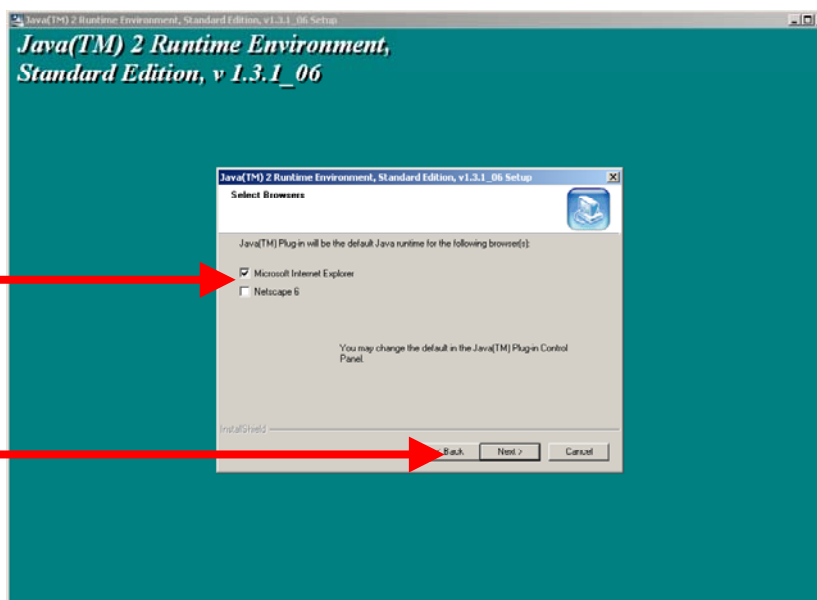 Java(TM) 2 Runtime Environment, Standard Edition, v1.3.1_06 Setup
Java(TM) 2 Runtime Environment,
Standard Edition, v 1.3.1_06
Java(TM) 2 Runtime Environment, Standard Edition, v1.3.1_06 Setup
Select Browsers
Java(TM) Plug-in will be the default Java runtime for the following browser(s):
Microsoft Internet Explorer
Netscape 6
You may change the default in the Java(TM) Plug-in Control
Panel.
InstallShield
Back Next > Cancel